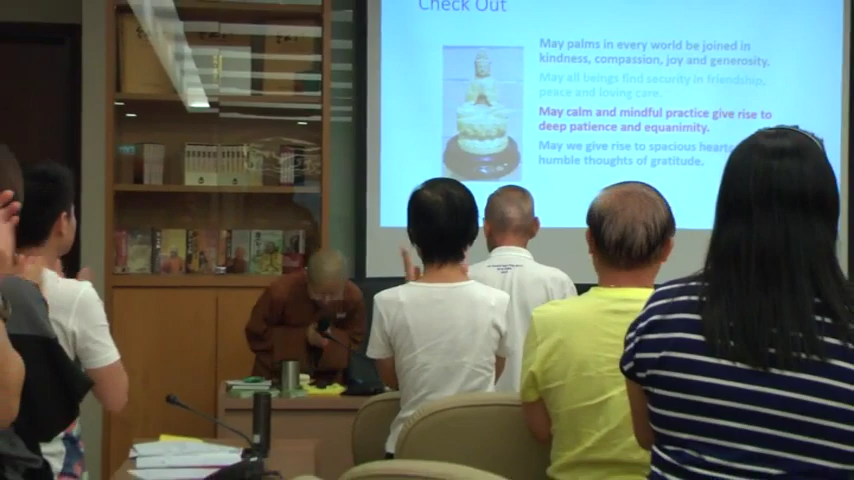 Check Out
May palms in every world be joined in
kindness, compassion, joy and generosity.
May all beings find security in friendship,
peace and loving care.
May calm and mindful practice give rise to
deep patience and equanimity.
May we give rise to spacious hearts
humble thoughts of gratitude.